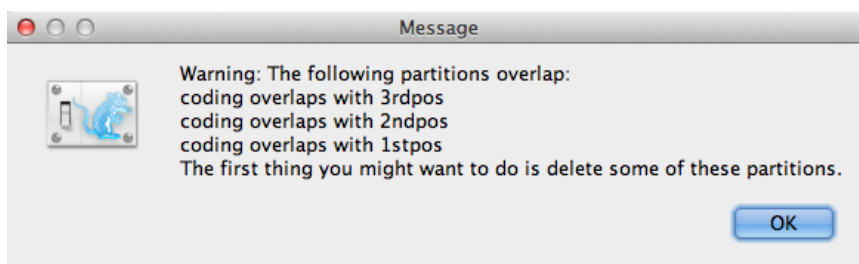 Message
Warning: The following partitions overlap:
coding overlaps with 3rdpos
coding overlaps with 2ndpos
coding overlaps with 1stpos
The first thing you might want to do is delete some of these partitions.
OK